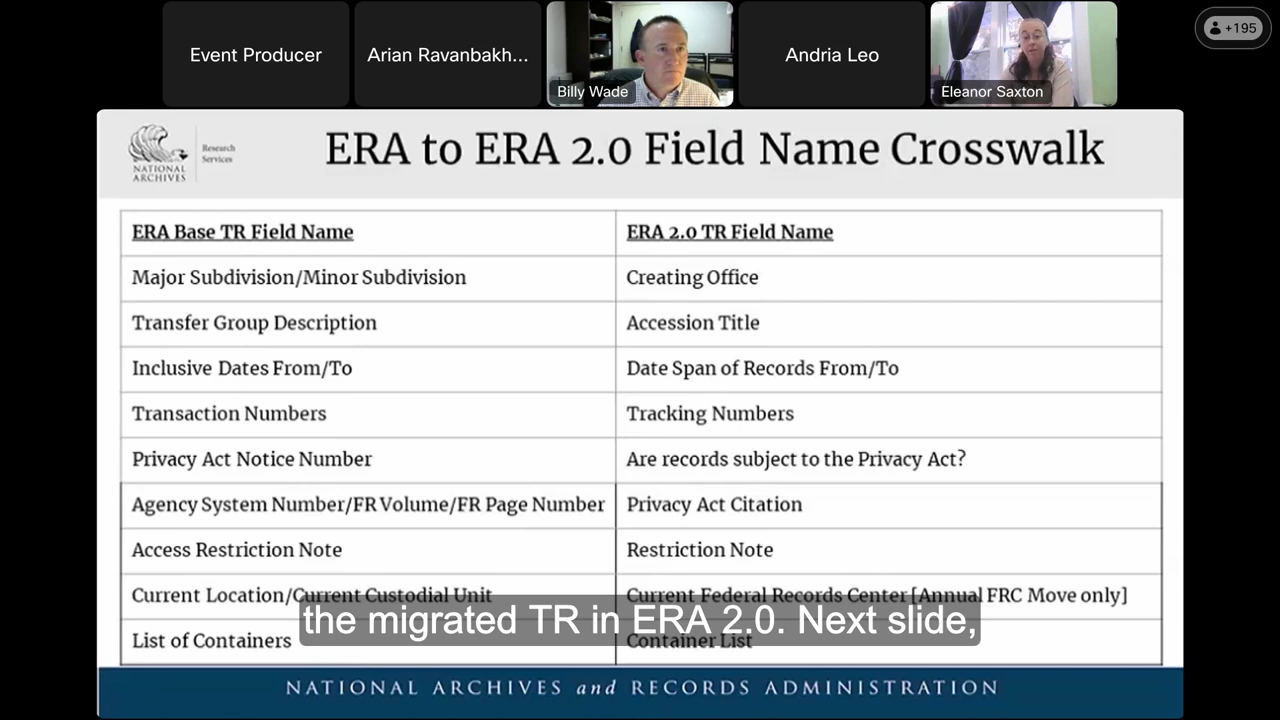 Event Producer
Arian Ravanbakh...
Billy Wade
Andria Leo
Eleanor Saxton
+195
NATIONAL
ARCHIVES
Research
Services
ERA to ERA 2.0 Field Name Crosswalk
ERA Base TR Field Name
ERA 2.0 TR Field Name
Major Subdivision/Minor Subdivision
Creating Office
Transfer Group Description
Accession Title
Inclusive Dates From/To
Date Span of Records From/To
Transaction Numbers
Tracking Numbers
Privacy Act Notice Number
Are records subject to the Privacy Act?
Agency System Number/FR Volume/FR Page Number
Privacy Act Citation
Access Restriction Note
Restriction Note
Current Location/Current Custodial Unit
Current Federal Records Center [Annual FRC Move only]
the migrated TR in ERA 2.0. Next slide,
List of Containers
Container List
NATIONAL ARCHIVES and RECORDS ADMINISTRATION